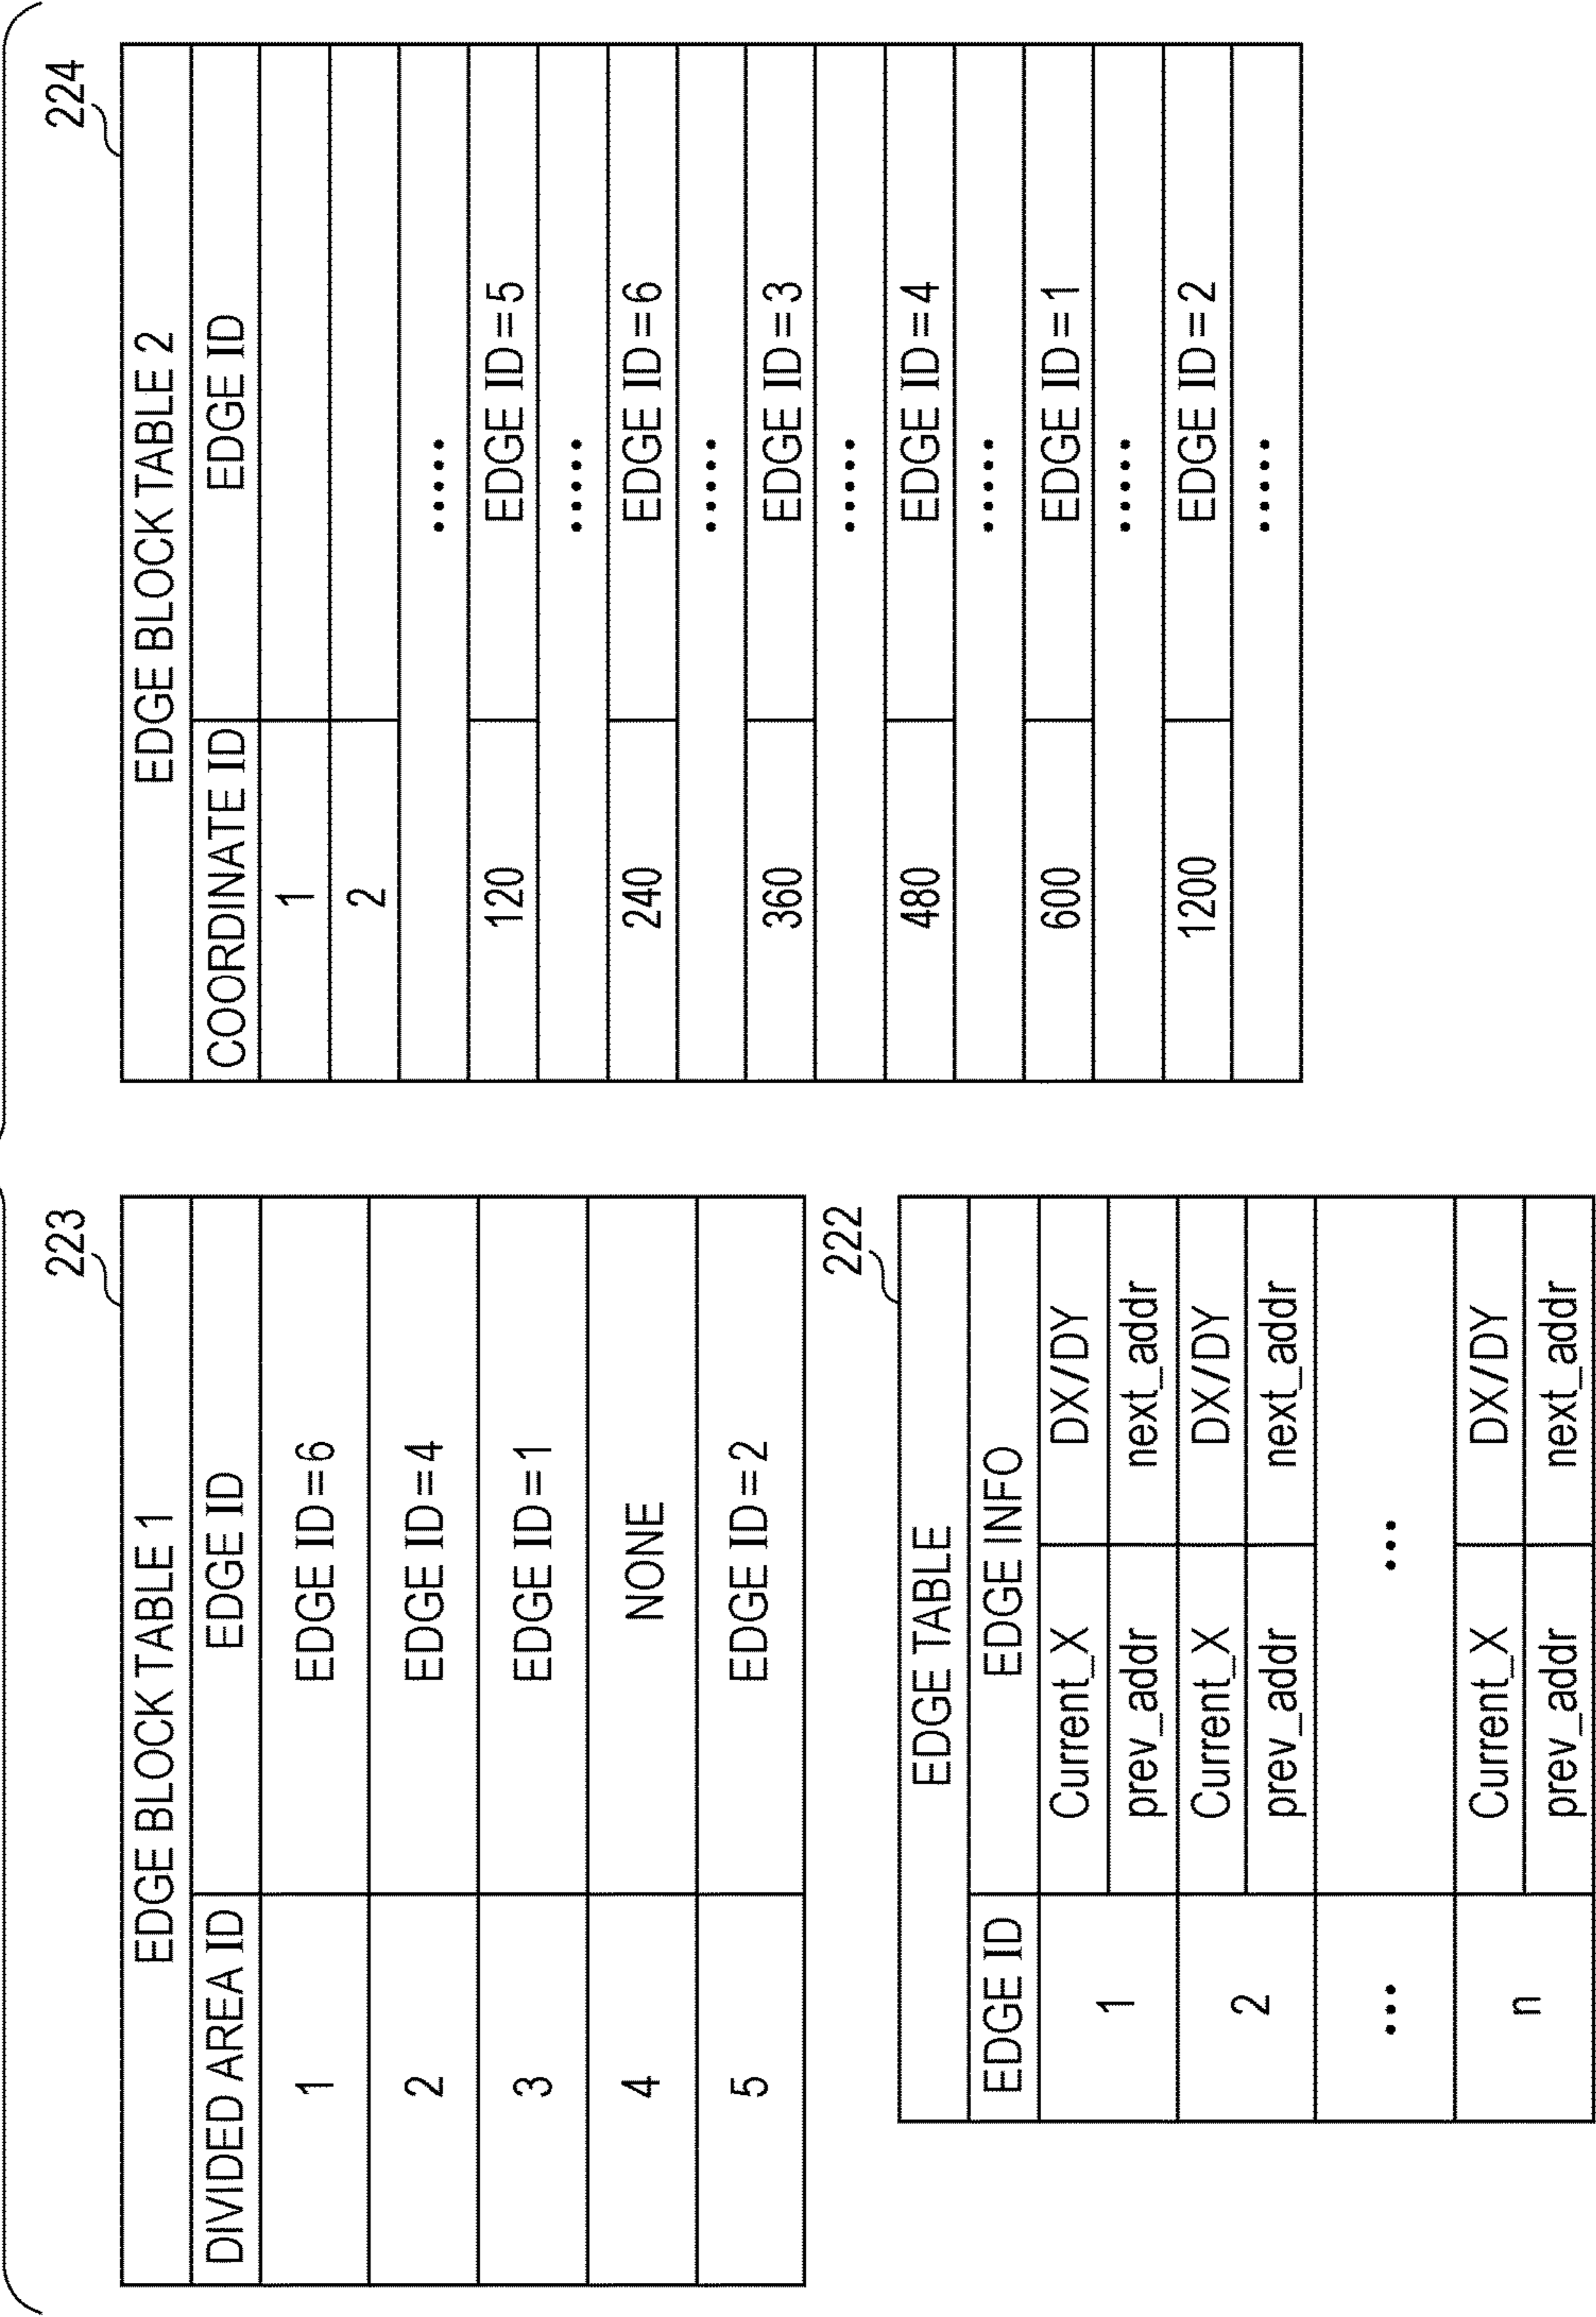 223
EDGE BLOCK TABLE 1
DIVIDED AREA ID EDGE ID
1 EDGE ID=6
2 EDGE ID=4
3 EDGE ID=1
4 NONE
5 EDGE ID=2
222
EDGE TABLE
EDGE ID EDGE INFO
1 Current_X DX/DY
prev_addr next_addr
2 Current_X DX/DY
prev_addr next_addr
... ...
n Current_X DX/DY
prev_addr next_addr
224
EDGE BLOCK TABLE 2
COORDINATE ID EDGE ID
1
2
.....
120 EDGE ID=5
.....
240 EDGE ID=6
.....
360 EDGE ID=3
.....
480 EDGE ID=4
.....
600 EDGE ID=1
.....
1200 EDGE ID=2
.....